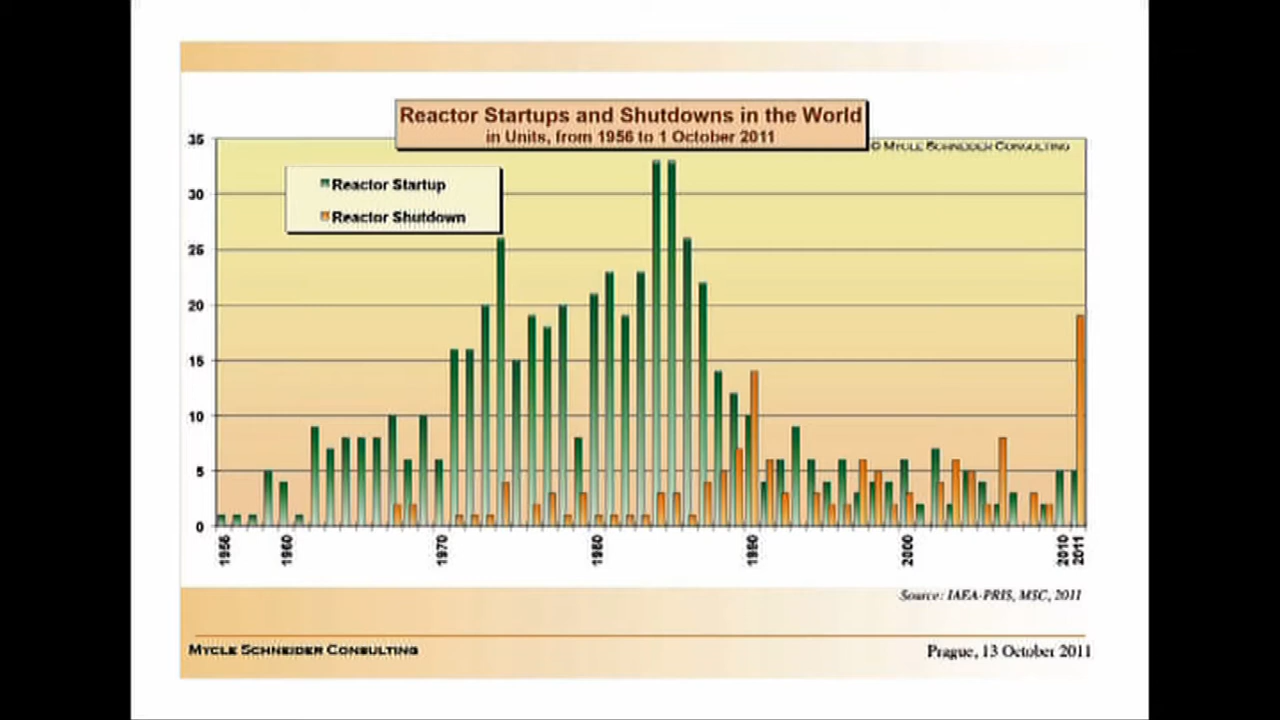 Reactor Startups and Shutdowns in the World
in Units, from 1956 to 1 October 2011
© MYCLE SCHNEIDER CONSULTING
35
Reactor Startup
30
Reactor Shutdown
25
20
15
10
5
0
1956 1960 1970 1980 1990 2000 2010 2011
Source: IAEA-PRIS, MSC, 2011
MYCLE SCHNEIDER CONSULTING
Prague, 13 October 2011